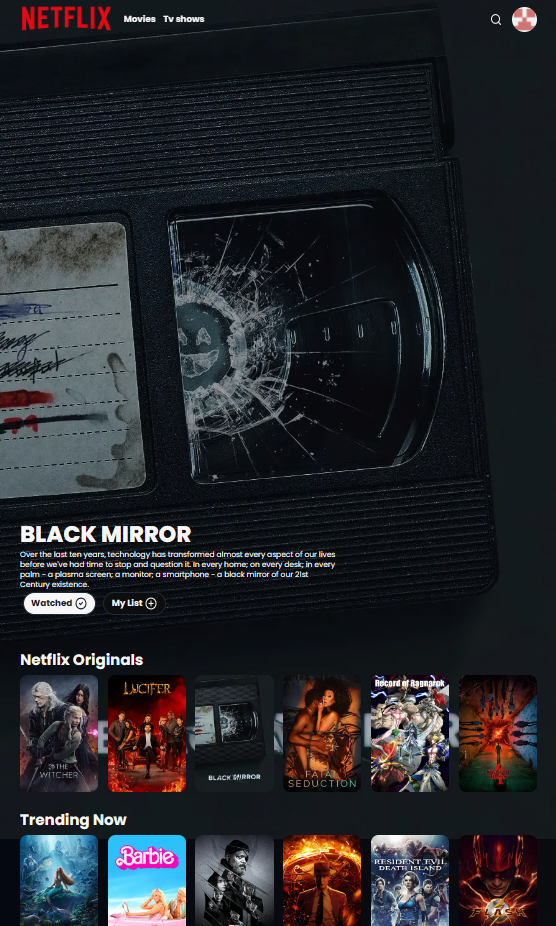 NETFLIX Movies Tv shows
BLACK MIRROR
Over the last ten years, technology has transformed almost every aspect of our lives
before we've had time to stop and question it. In every home; on every desk; in every
palm - a plasma screen; a monitor; a smartphone - a black mirror of our 21st
Century existence.
Watched My List
Netflix Originals
LUCIFER
Record of Ragnarok
THE
WITCHER
BLACK MIRROR
FATAL
SEDUCTION
Trending Now
Barbie
RESIDENT EVIL
DEATH ISLAND
FLASH